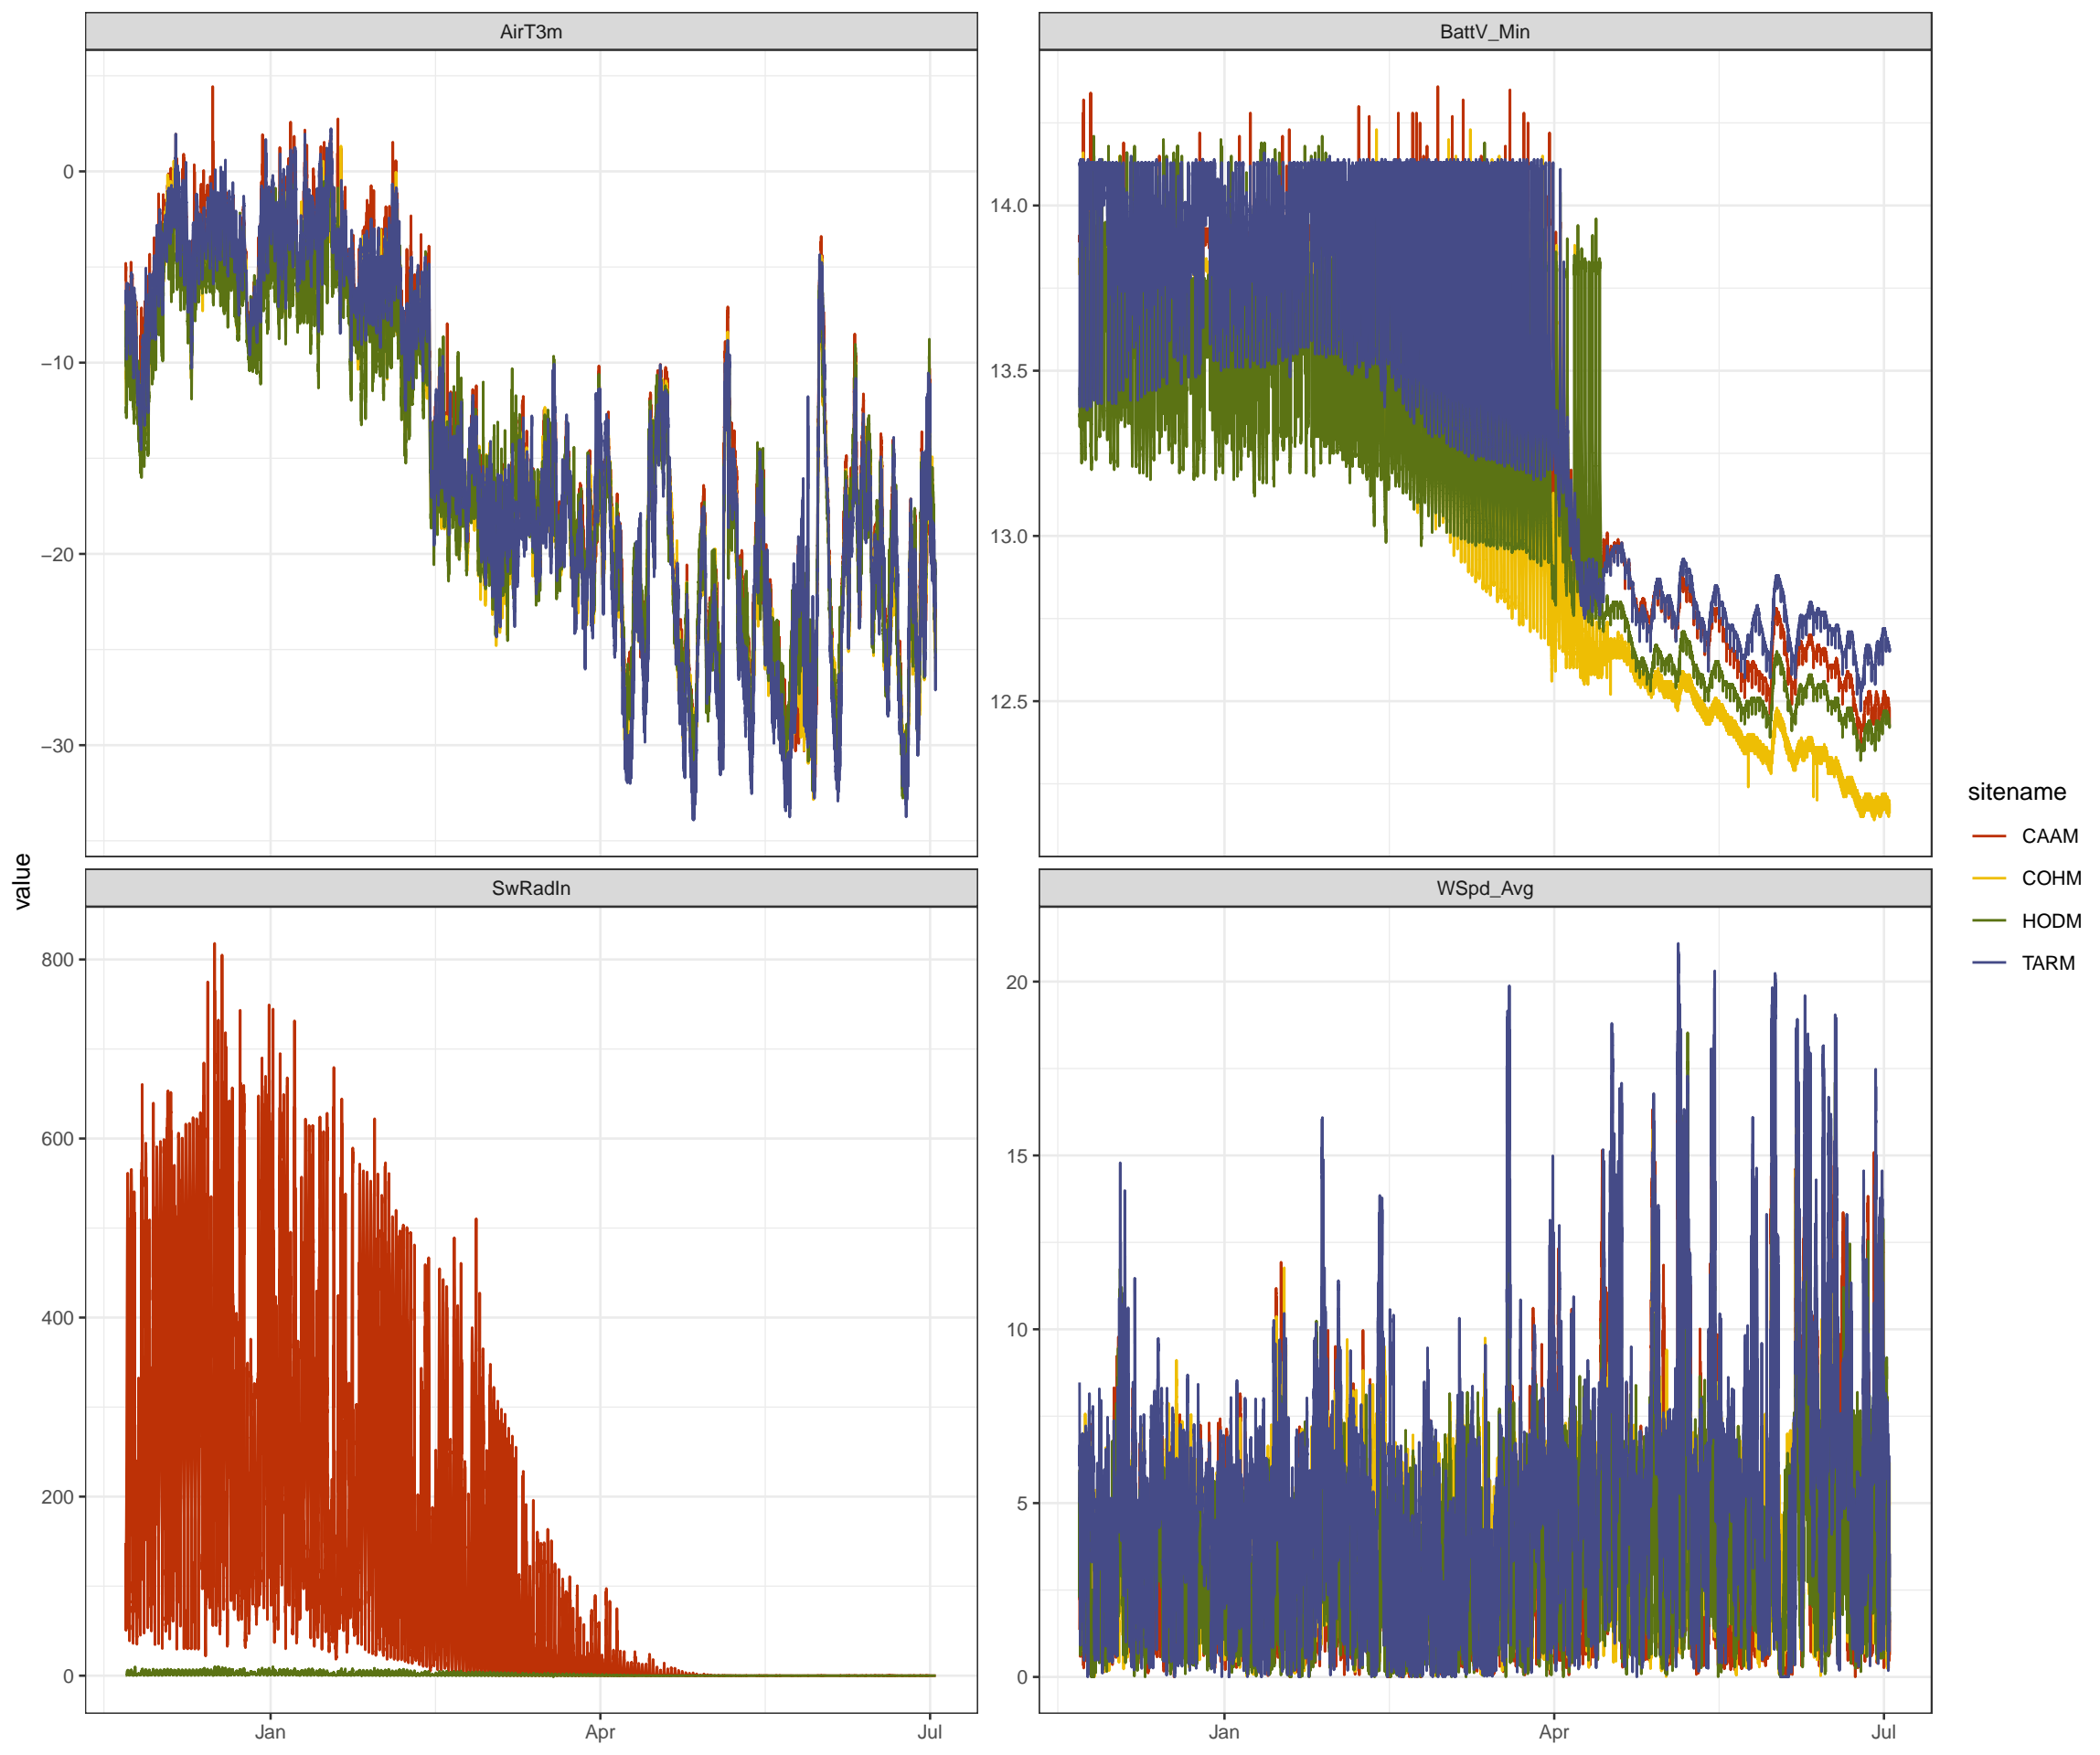 AirT3m
BattV_Min
0
−10
−20
−30
14.0
13.5
13.0
12.5
value
SwRadIn
WSpd_Avg
800
600
400
200
0
20
15
10
5
0
Jan Apr Jul
Jan Apr Jul
sitename
CAAM
COHM
HODM
TARM